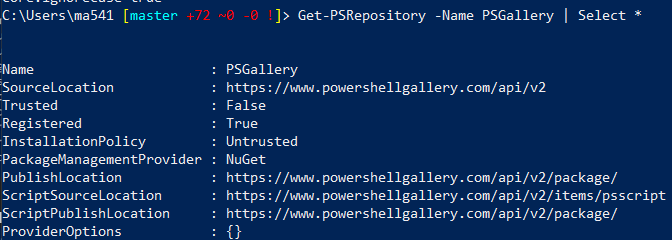 C:\Users\ma541 [master +72 ~0 -0 !]> Get-PSRepository -Name PSGallery | Select *
Name                      : PSGallery
SourceLocation            : https://www.powershellgallery.com/api/v2
Trusted                   : False
Registered                : True
InstallationPolicy        : Untrusted
PackageManagementProvider : NuGet
PublishLocation           : https://www.powershellgallery.com/api/v2/package/
ScriptSourceLocation      : https://www.powershellgallery.com/api/v2/items/psscript
ScriptPublishLocation     : https://www.powershellgallery.com/api/v2/package/
ProviderOptions           : {}